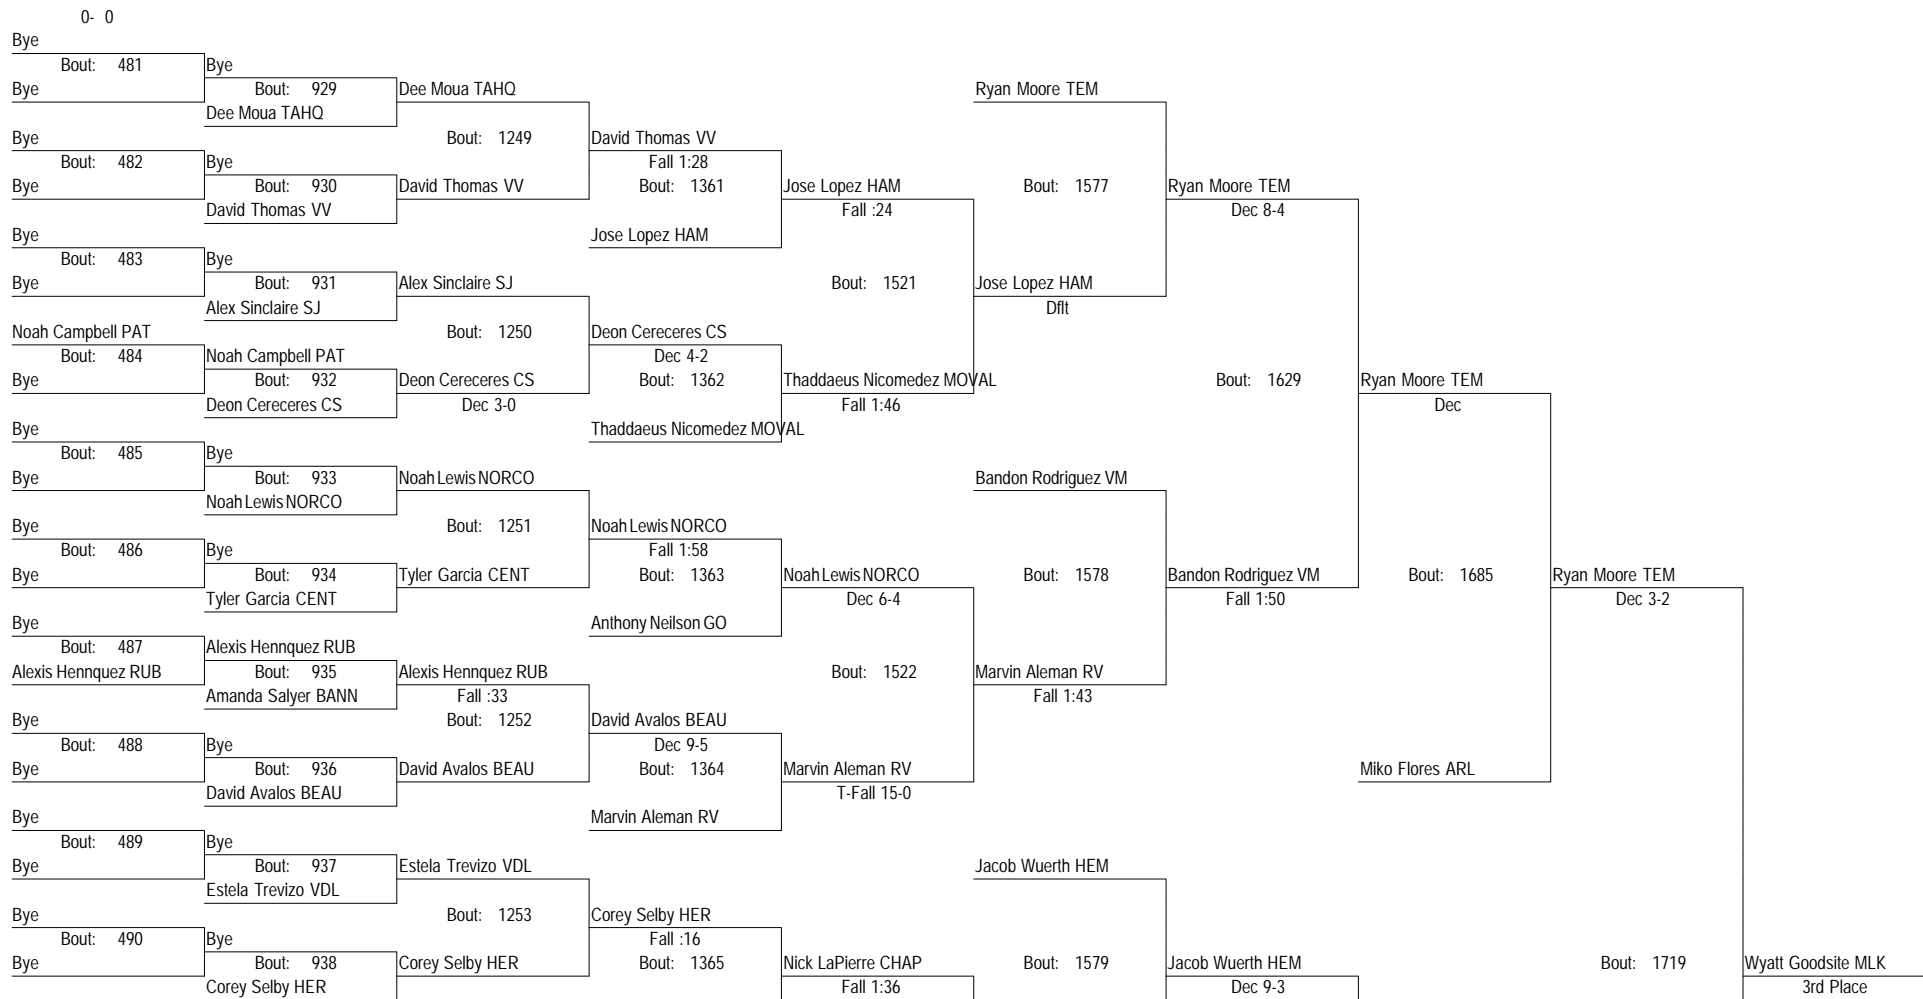 0- 0
Bye
Bout: 481 Bye
Bye Bout: 929 Dee Moua TAHQ Ryan Moore TEM
Dee Moua TAHQ
Bye Bout: 1249 David Thomas VV
Bout: 482 Bye Fall 1:28
Bye Bout: 930 David Thomas VV Bout: 1361 Jose Lopez HAM Bout: 1577 Ryan Moore TEM
David Thomas VV Fall :24 Dec 8-4
Bye Jose Lopez HAM
Bout: 483 Bye
Bye Bout: 931 Alex Sinclaire SJ Bout: 1521 Jose Lopez HAM
Alex Sinclaire SJ Dflt
Noah Campbell PAT Bout: 1250 Deon Cereceres CS
Bout: 484 Noah Campbell PAT Dec 4-2
Bye Bout: 932 Deon Cereceres CS Bout: 1362 Thaddaeus Nicomedez MOVAL Bout: 1629 Ryan Moore TEM
Deon Cereceres CS Dec 3-0 Fall 1:46 Dec
Bye Thaddaeus Nicomedez MOVAL
Bout: 485 Bye
Bye Bout: 933 Noah Lewis NORCO Bandon Rodriguez VM
Noah Lewis NORCO
Bye Bout: 1251 Noah Lewis NORCO
Bout: 486 Bye Fall 1:58
Bye Bout: 934 Tyler Garcia CENT Bout: 1363 Noah Lewis NORCO Bout: 1578 Bandon Rodriguez VM Bout: 1685 Ryan Moore TEM
Tyler Garcia CENT Dec 6-4 Fall 1:50 Dec 3-2
Bye Anthony Neilson GO
Bout: 487 Alexis Hennquez RUB
Alexis Hennquez RUB Bout: 935 Alexis Hennquez RUB Bout: 1522 Marvin Aleman RV
Amanda Salyer BANN Fall :33 Fall 1:43
Bye Bout: 1252 David Avalos BEAU
Bout: 488 Bye Dec 9-5
Bye Bout: 936 David Avalos BEAU Bout: 1364 Marvin Aleman RV Miko Flores ARL
David Avalos BEAU T-Fall 15-0
Bye Marvin Aleman RV
Bout: 489 Bye
Bye Bout: 937 Estela Trevizo VDL Jacob Wuerth HEM
Estela Trevizo VDL
Bye Bout: 1253 Corey Selby HER
Bout: 490 Bye Fall :16
Bye Bout: 938 Corey Selby HER Bout: 1365 Nick LaPierre CHAP Bout: 1579 Jacob Wuerth HEM Bout: 1719 Wyatt Goodsite MLK
Corey Selby HER Fall 1:36 Dec 9-3 3rd Place